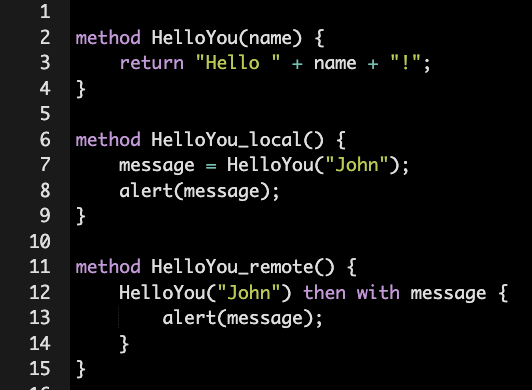 1
2 method HelloYou(name) {
3     return "Hello " + name + "!";
4 }
5
6 method HelloYou_local() {
7     message = HelloYou("John");
8     alert(message);
9 }
10
11 method HelloYou_remote() {
12     HelloYou("John") then with message {
13         alert(message);
14     }
15 }